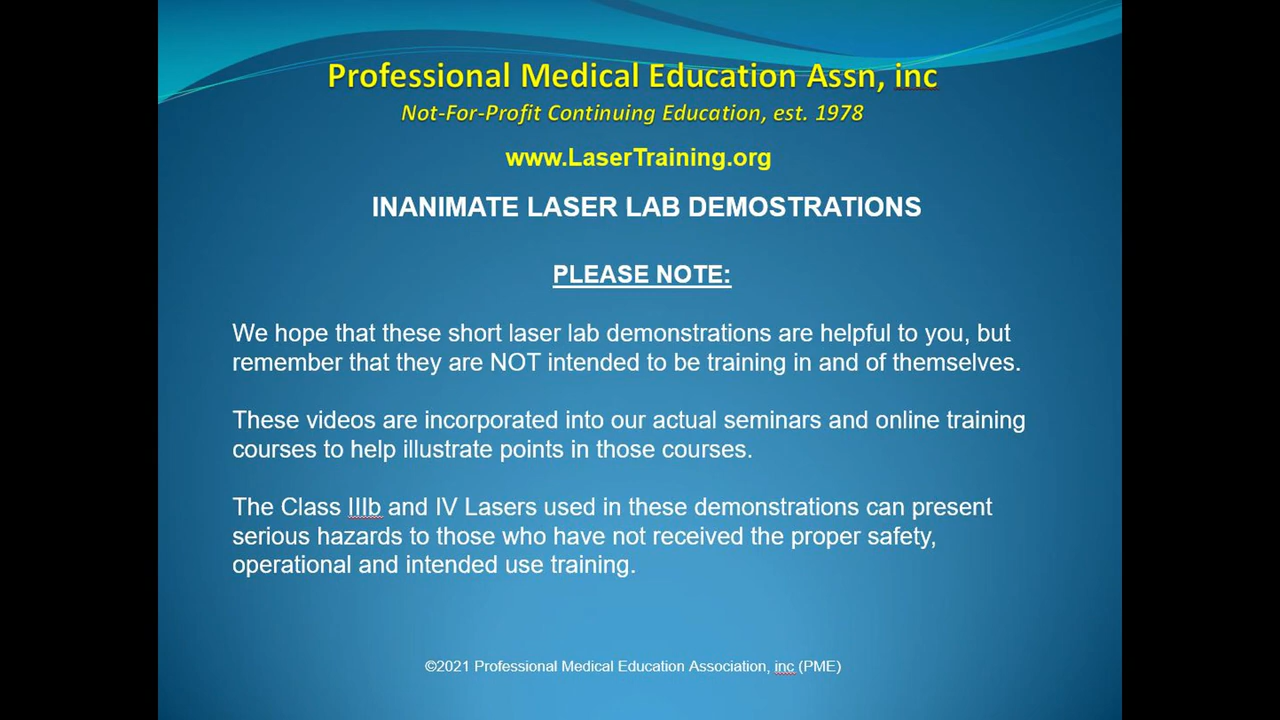 Professional Medical Education Assn, inc
Not-For-Profit Continuing Education, est. 1978
www.LaserTraining.org
INANIMATE LASER LAB DEMOSTRATIONS
PLEASE NOTE:
We hope that these short laser lab demonstrations are helpful to you, but
remember that they are NOT intended to be training in and of themselves.
These videos are incorporated into our actual seminars and online training
courses to help illustrate points in those courses.
The Class IIIb and IV Lasers used in these demonstrations can present
serious hazards to those who have not received the proper safety,
operational and intended use training.
©2021 Professional Medical Education Association, inc (PME)